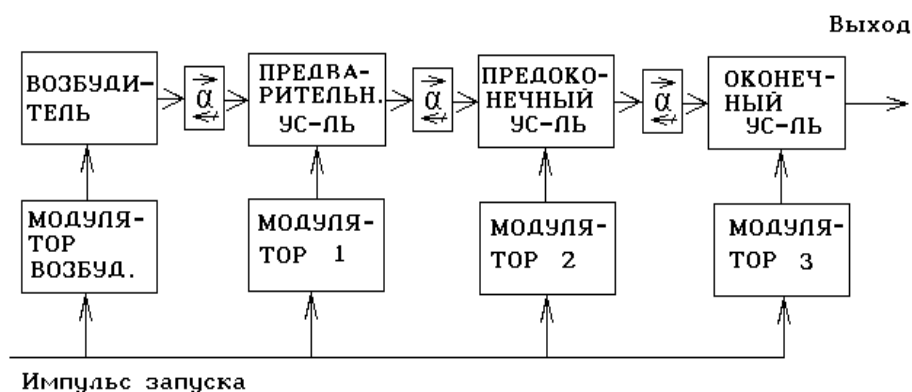 Выход
ВОЗБУДИ-
ТЕЛЬ
α
ПРЕДВА-
РИТЕЛЬН.
УС-ЛЬ
α
ПРЕДОКО-
НЕЧНЫЙ
УС-ЛЬ
α
ОКОНЕЧ-
НЫЙ
УС-ЛЬ
МОДУЛЯ-
ТОР
ВОЗБУД.
МОДУЛЯ-
ТОР 1
МОДУЛЯ-
ТОР 2
МОДУЛЯ-
ТОР 3
Импульс запуска